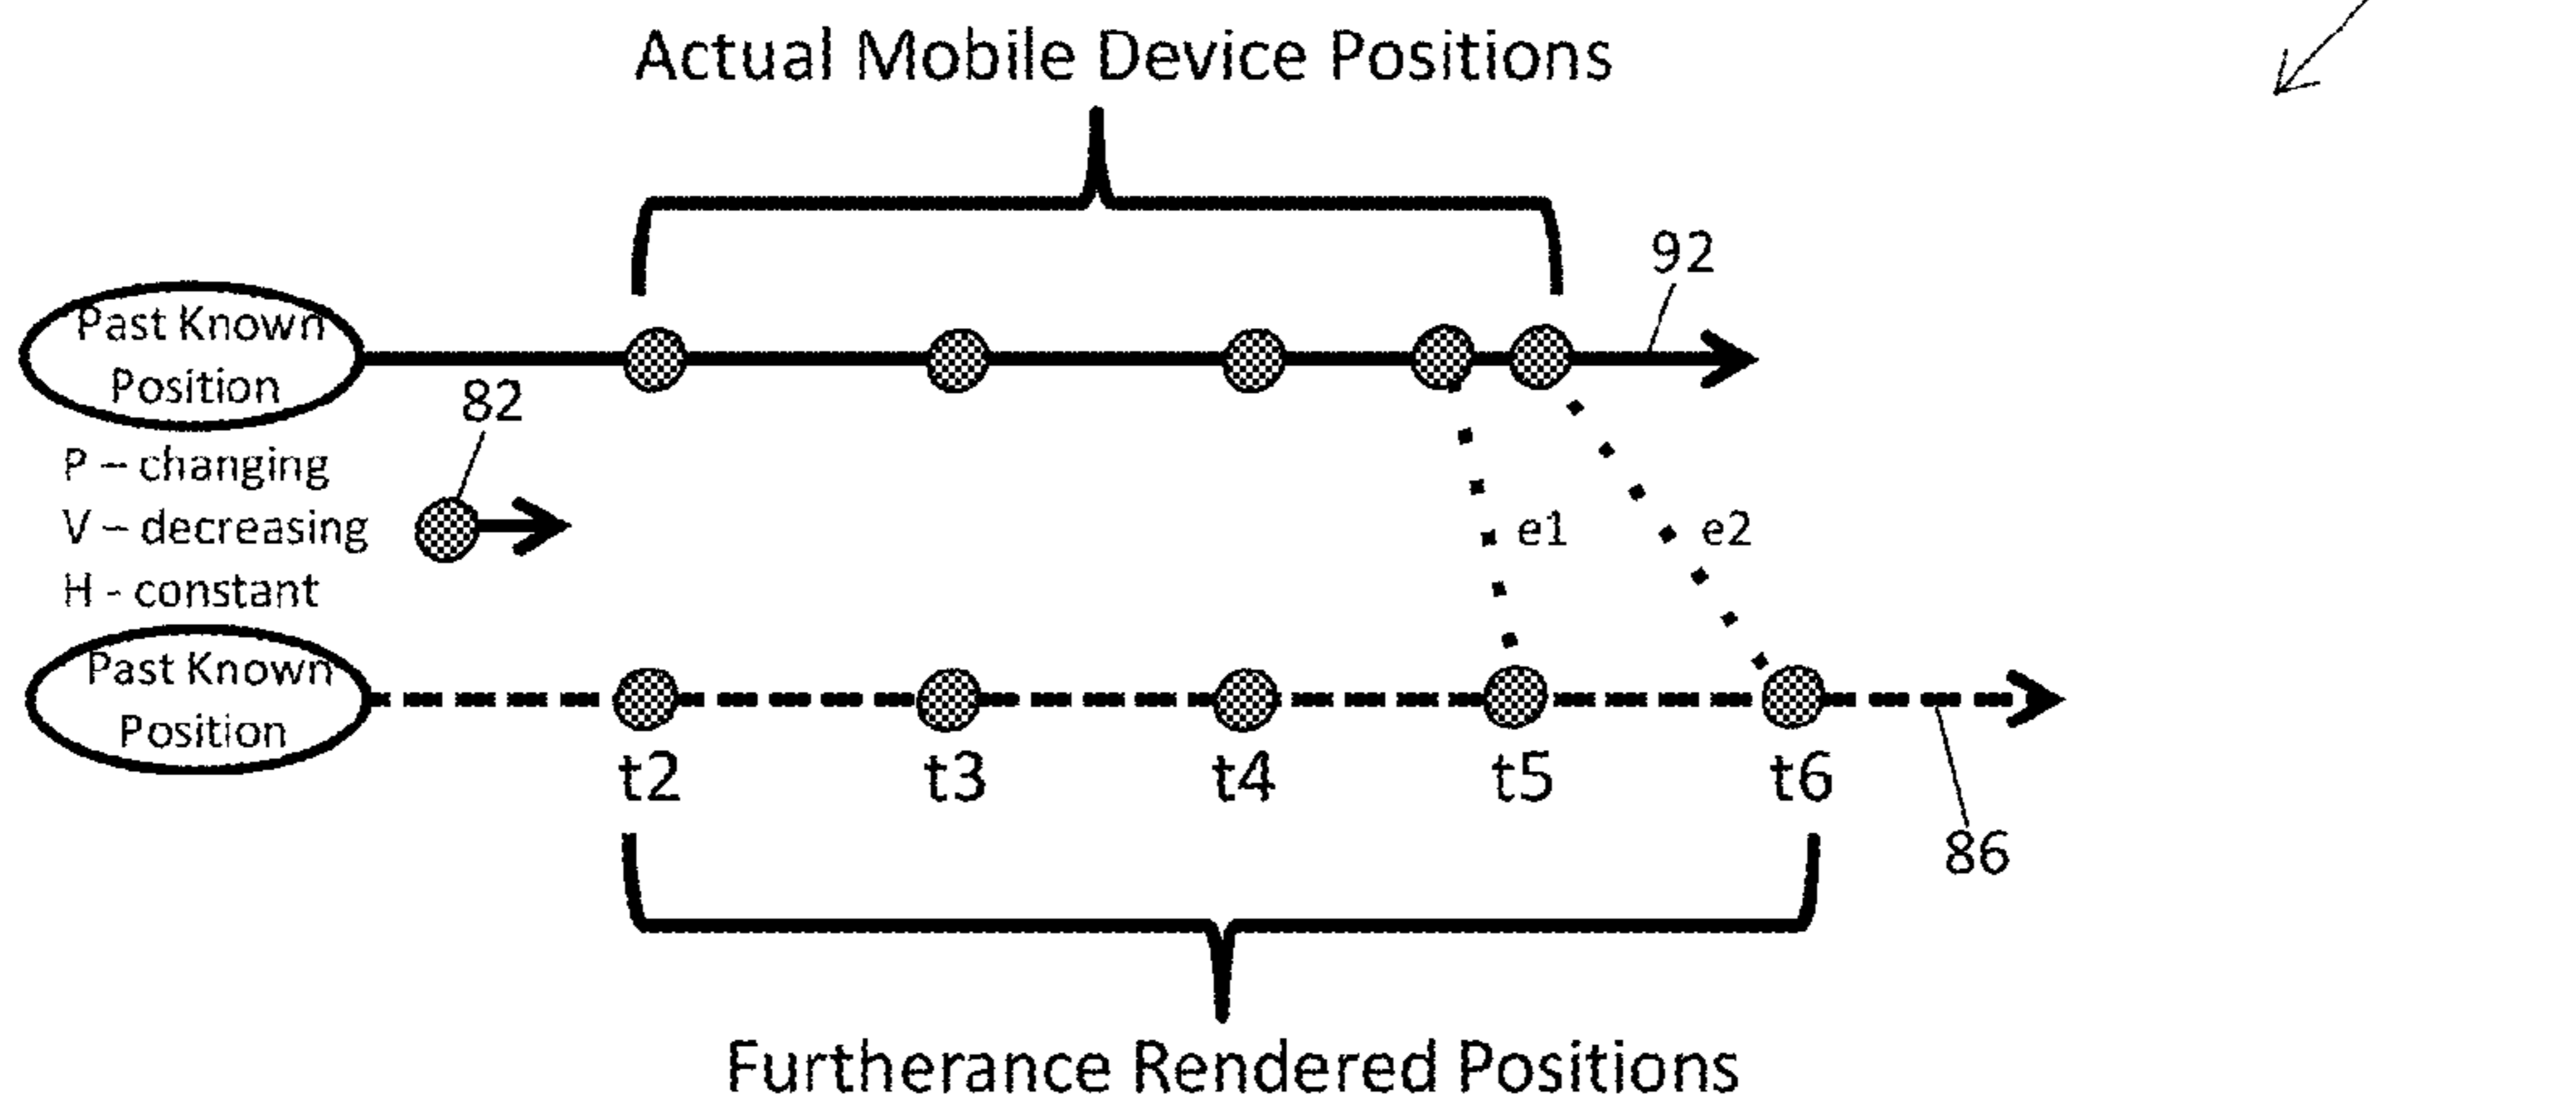 Actual Mobile Device Positions
92
Past Known
Position
82
P – changing
V – decreasing
H - constant
e1
e2
Past Known
Position
t2
t3
t4
t5
t6
86
Furtherance Rendered Positions